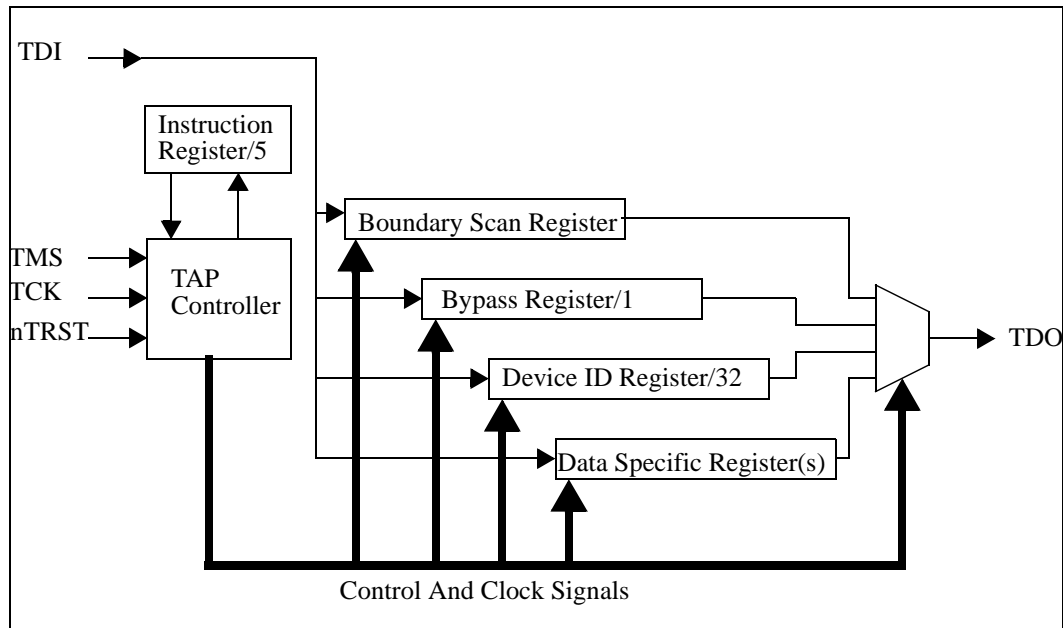 TDI
Instruction
Register/5
Boundary Scan Register
TMS
TAP
TCK
Controller
nTRST
Bypass Register/1
TDO
Device ID Register/32
Data Specific Register(s)
Control And Clock Signals